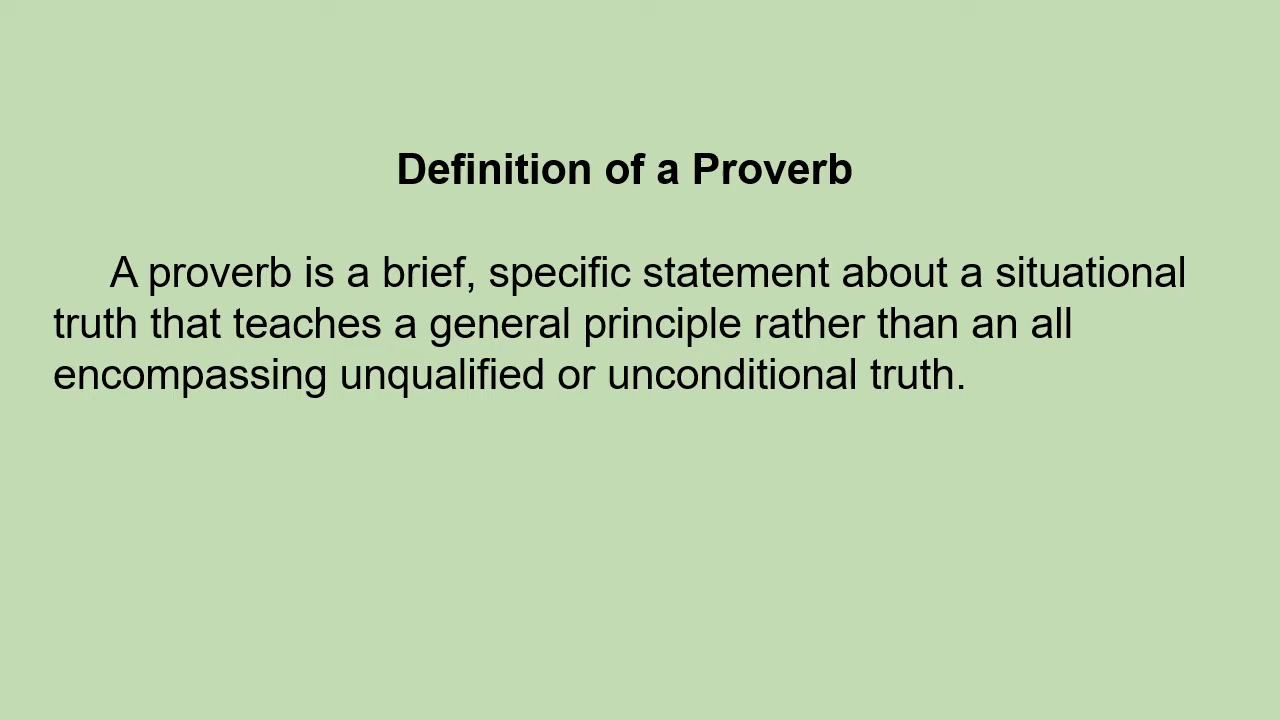 Definition of a Proverb
A proverb is a brief, specific statement about a situational
truth that teaches a general principle rather than an all
encompassing unqualified or unconditional truth.